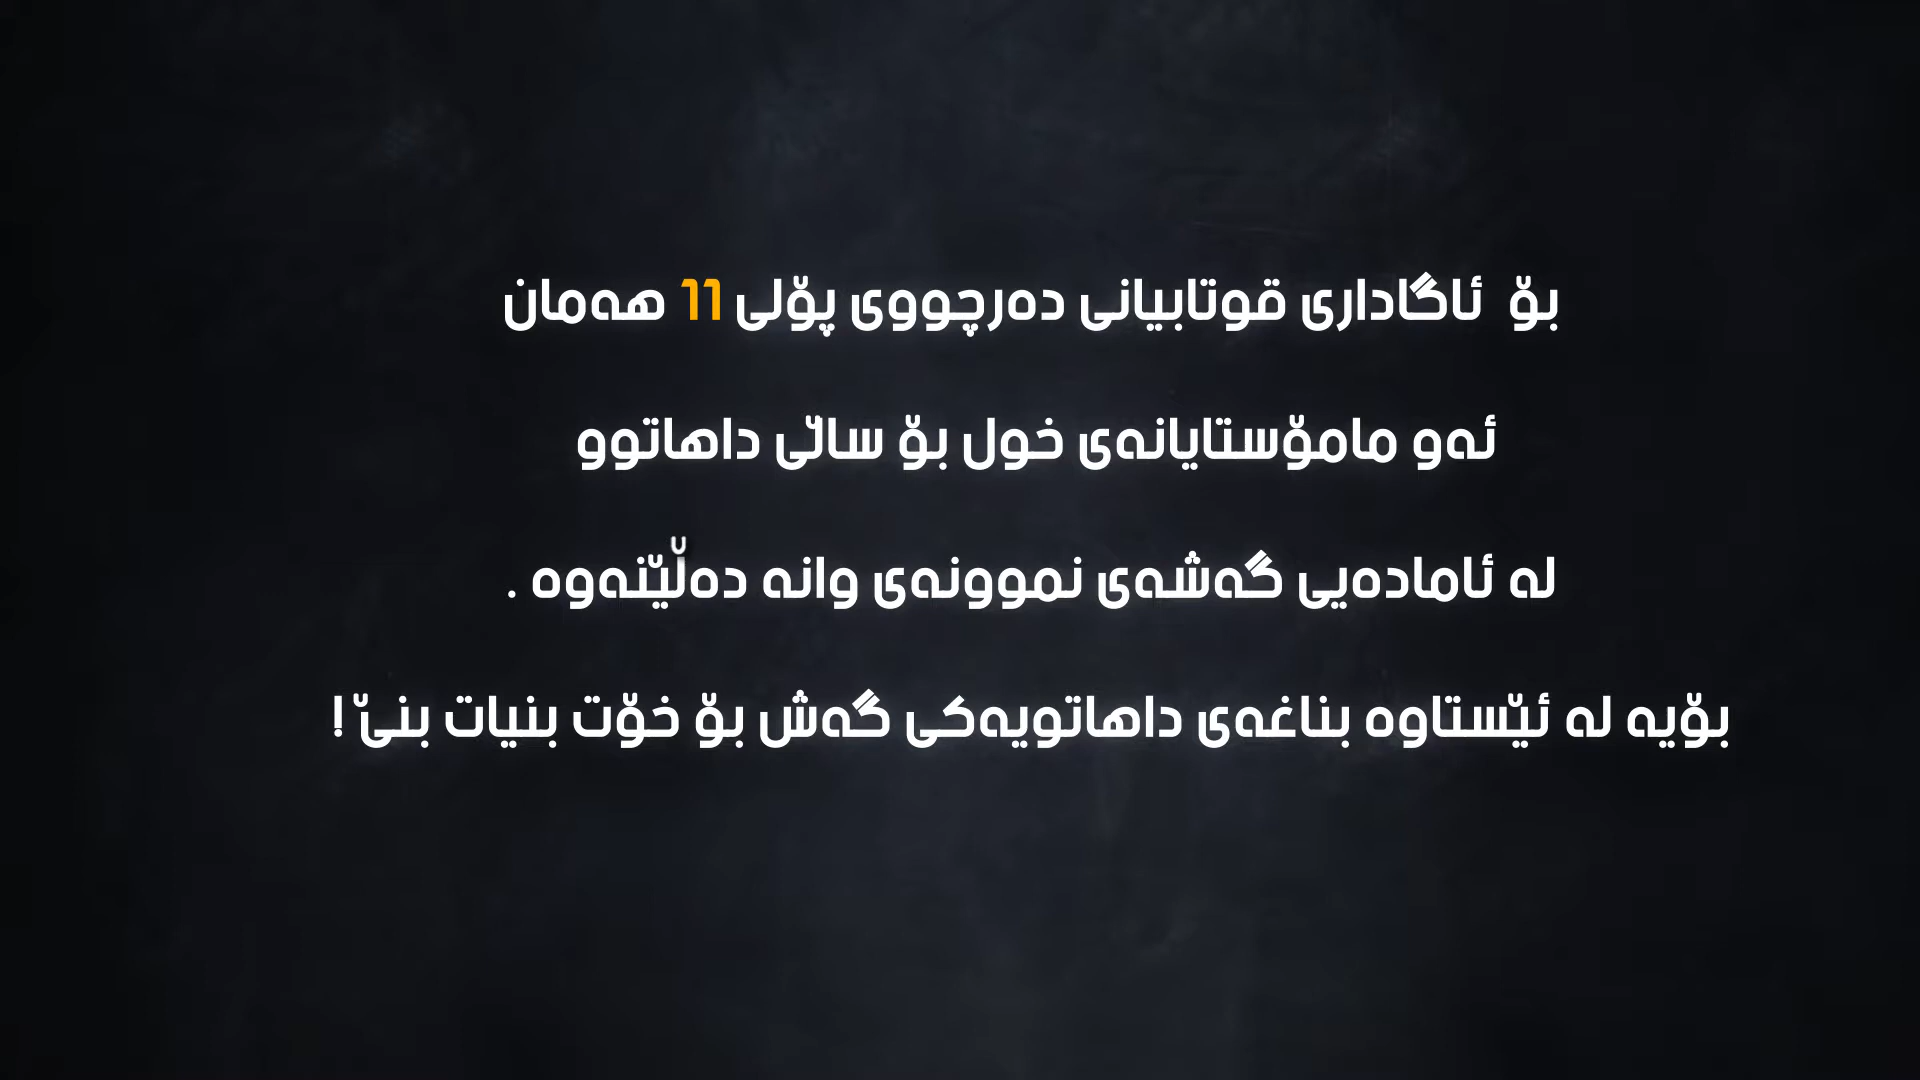 بۆ ئاگاداری قوتابیانی دەرچووی پۆلی 11 هەمان
ئەو مامۆستایانەی خول بۆ ساڵی داهاتوو
لە ئامادەیی گەشەی نموونەی وانە دەڵێنەوە .
بۆیە لە ئێستاوە بناغەی داهاتویەکی گەش بۆ خۆت بنیات بنێ !